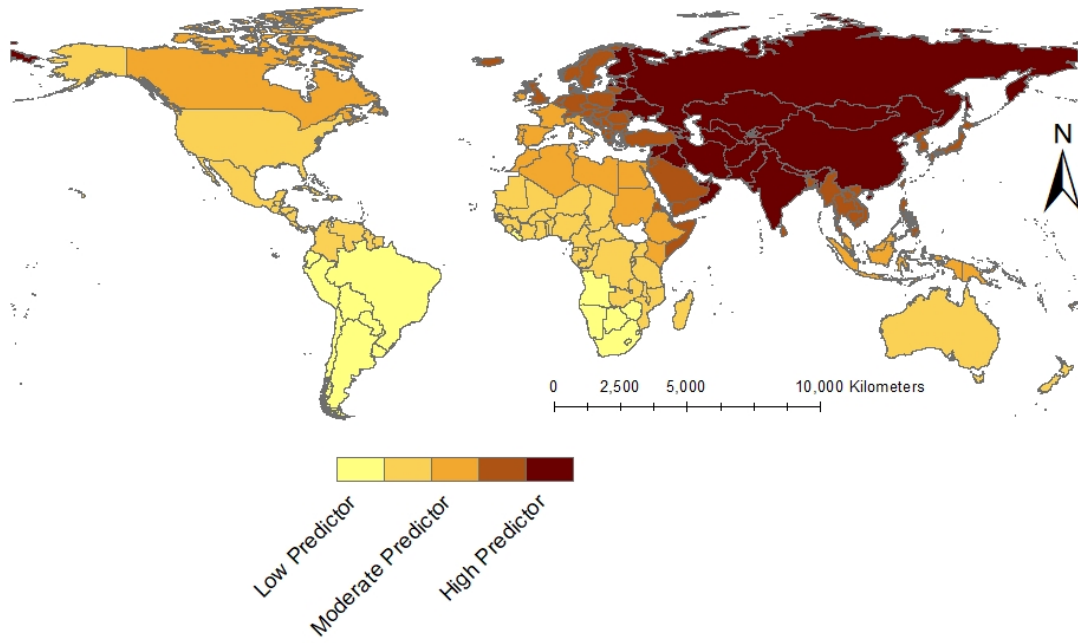 N
0 2,500 5,000 10,000 Kilometers
Low Predictor
Moderate Predictor
High Predictor